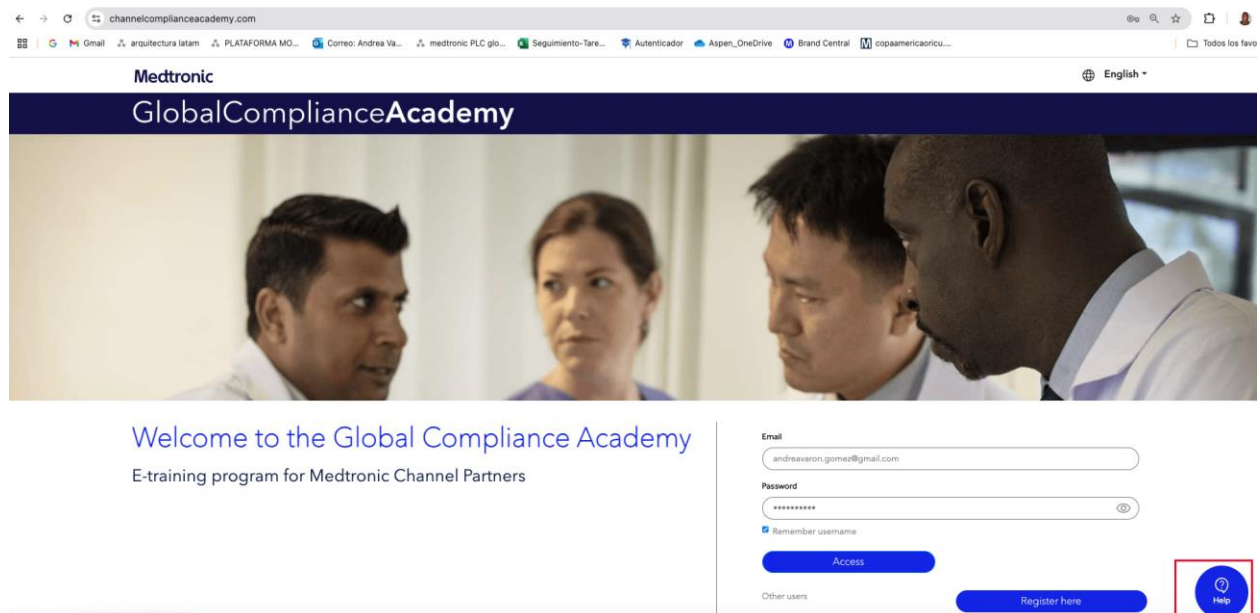 channelcomplianceacademy.com
G Gmail arquitectura latam PLATAFORMA MO... Correo: Andrea Va... medtronic PLC glo... Seguimiento-Tare... Autenticador Aspen_OneDrive Brand Central copaamericaoricu.... Todos los favo
Medtronic English
GlobalComplianceAcademy
Welcome to the Global Compliance Academy
E-training program for Medtronic Channel Partners
Email
andreavaron.gomez@gmail.com
Password
**********
Remember username
Access
Other users
Register here
Help